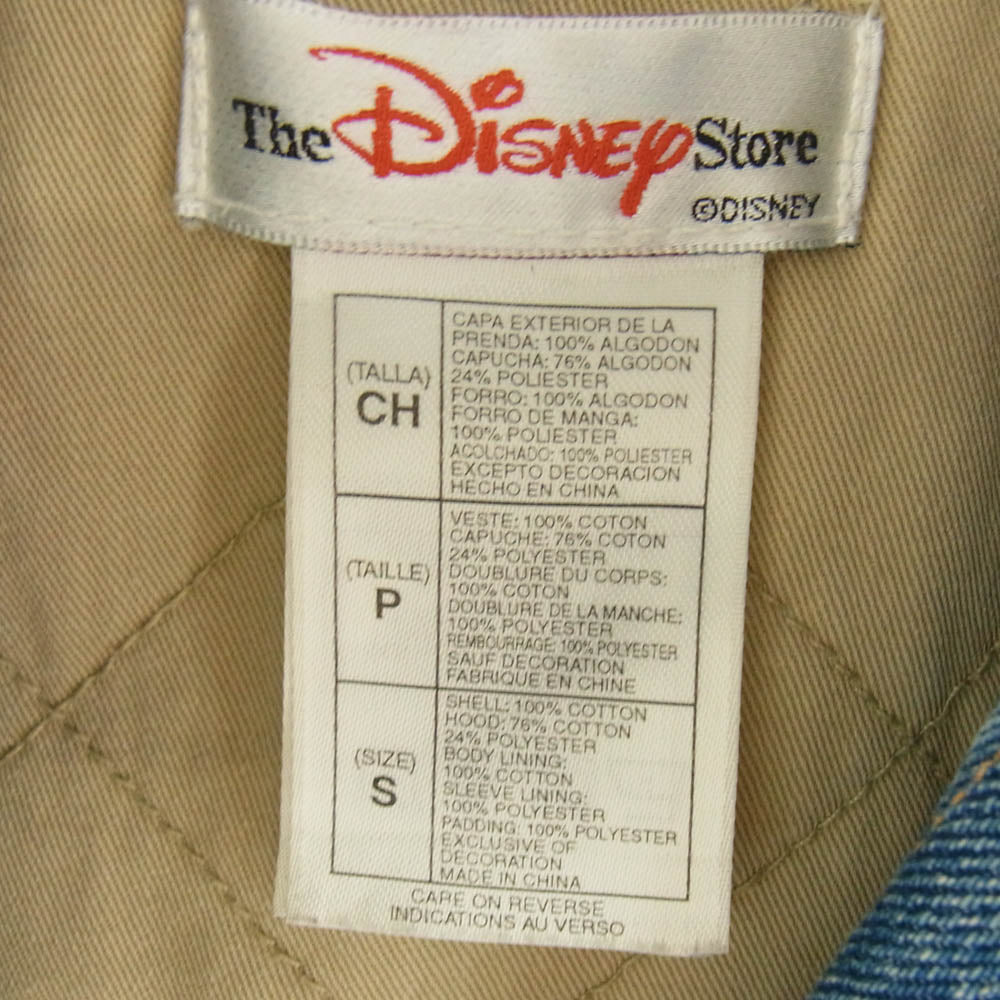 The Disney Store
©DISNEY
(TALLA)
CH
CAPA EXTERIOR DE LA
PRENDA: 100% ALGODON
CAPUCHA: 76% ALGODON
24% POLIESTER
FORRO: 100% ALGODON
FORRO DE MANGA:
100% POLIESTER
ACOLCHADO: 100% POLIESTER
EXCEPTO DECORACION
HECHO EN CHINA
(TAILLE)
P
VESTE: 100% COTON
CAPUCHE: 76% COTON
24% POLYESTER
DOUBLURE DU CORPS:
100% COTON
DOUBLURE DE LA MANCHE:
100% POLYESTER
REMBOURRAGE: 100% POLYESTER
SAUF DECORATION
FABRIQUE EN CHINE
(SIZE)
S
SHELL: 100% COTTON
HOOD: 76% COTTON
24% POLYESTER
BODY LINING:
100% COTTON
SLEEVE LINING:
100% POLYESTER
PADDING: 100% POLYESTER
EXCLUSIVE OF
DECORATION
MADE IN CHINA
CARE ON REVERSE
INDICATIONS AU VERSO